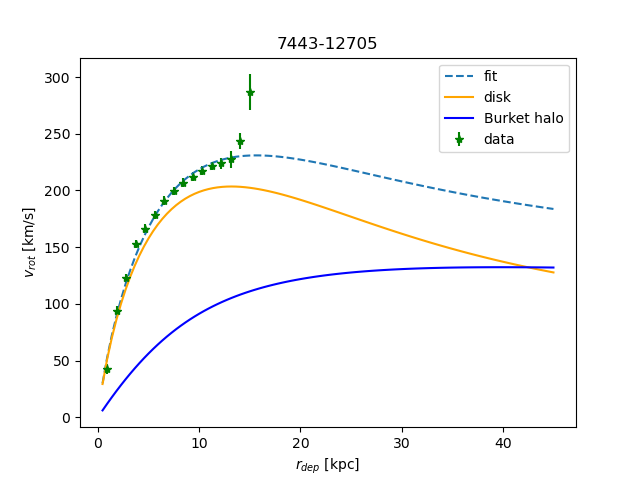 7443-12705
fit
disk
Burket halo
data
300
250
200
150
100
50
0
v_rot [km/s]
0 10 20 30 40
r_dep [kpc]